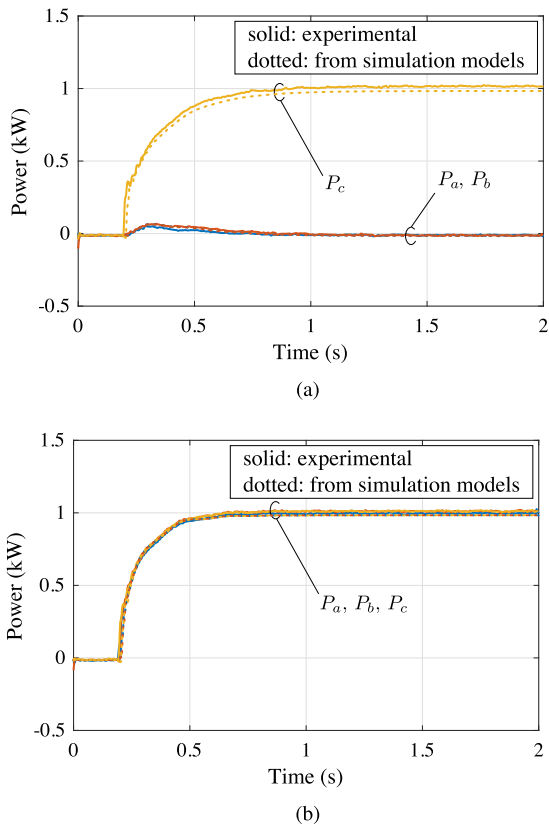 1.5
solid: experimental
dotted: from simulation models
1
Power (kW)
0.5
P_c
P_a, P_b
0
-0.5
0 0.5 1 1.5 2
Time (s)
(a)
1.5
solid: experimental
dotted: from simulation models
1
Power (kW)
0.5
P_a, P_b, P_c
0
-0.5
0 0.5 1 1.5 2
Time (s)
(b)